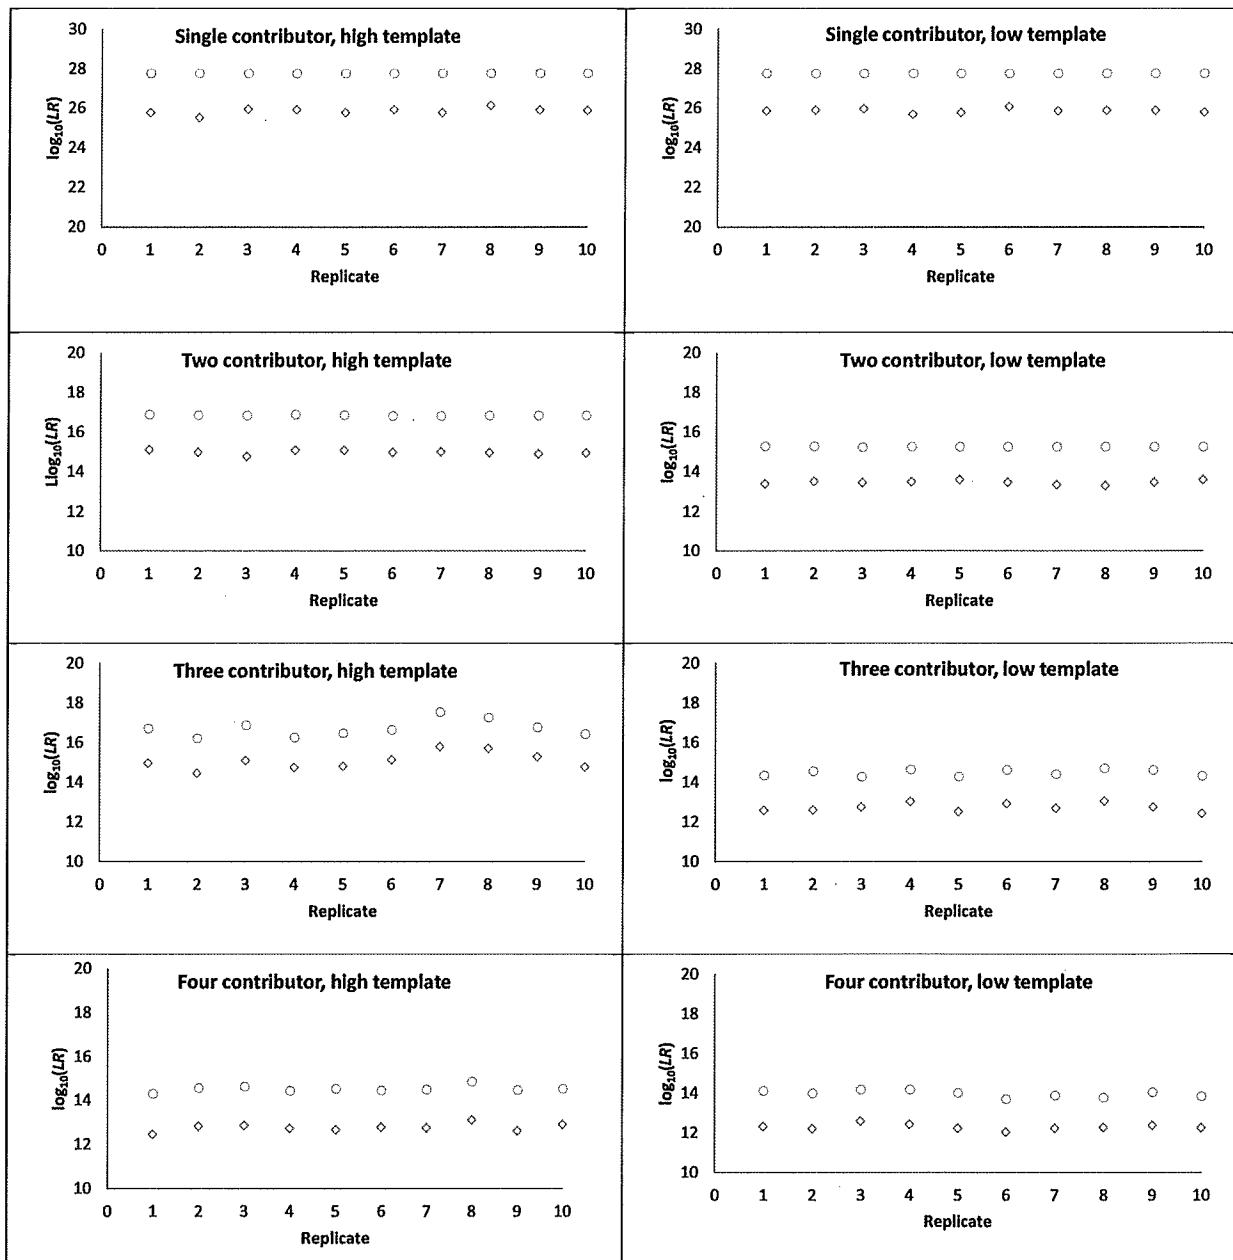 Single contributor, high template
30
28
26
24
22
20
log10(LR)
0 1 2 3 4 5 6 7 8 9 10
Replicate
Single contributor, low template
30
28
26
24
22
20
log10(LR)
0 1 2 3 4 5 6 7 8 9 10
Replicate
Two contributor, high template
20
18
16
14
12
10
Llog10(LR)
0 1 2 3 4 5 6 7 8 9 10
Replicate
Two contributor, low template
20
18
16
14
12
10
log10(LR)
0 1 2 3 4 5 6 7 8 9 10
Replicate
Three contributor, high template
20
18
16
14
12
10
log10(LR)
0 1 2 3 4 5 6 7 8 9 10
Replicate
Three contributor, low template
20
18
16
14
12
10
log10(LR)
0 1 2 3 4 5 6 7 8 9 10
Replicate
Four contributor, high template
20
18
16
14
12
10
log10(LR)
0 1 2 3 4 5 6 7 8 9 10
Replicate
Four contributor, low template
20
18
16
14
12
10
log10(LR)
0 1 2 3 4 5 6 7 8 9 10
Replicate